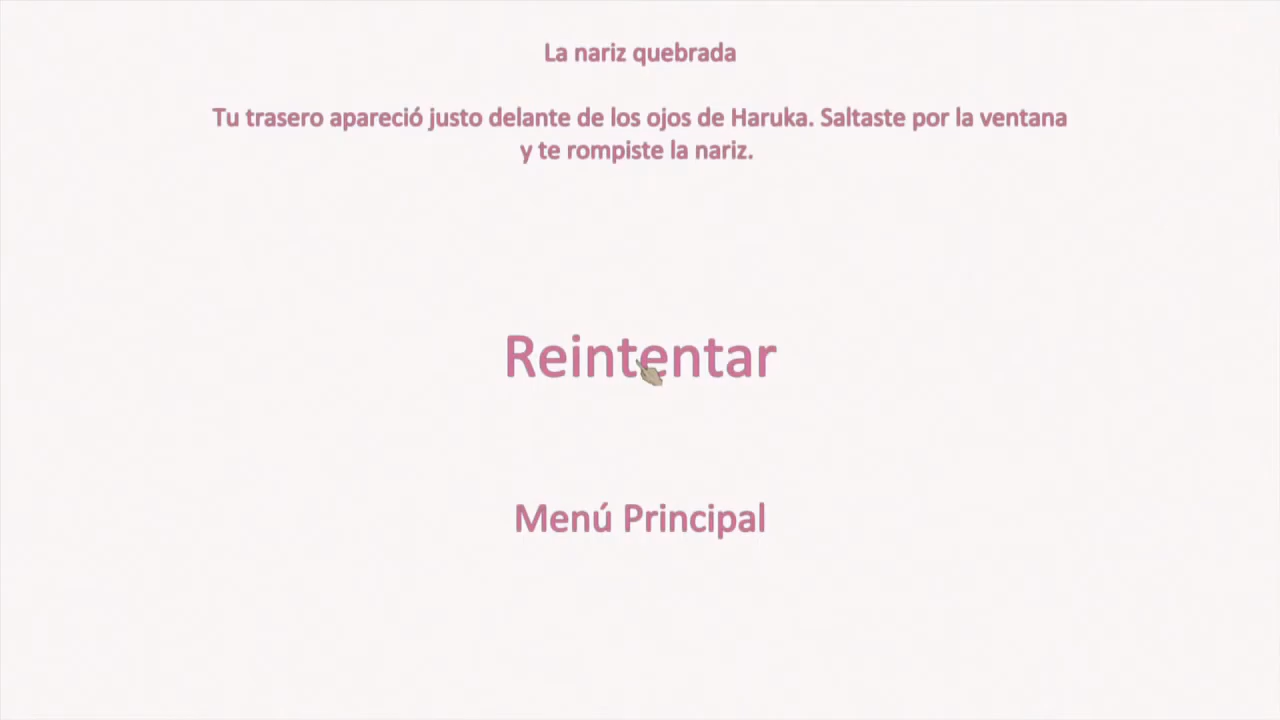 La nariz quebrada
Tu trasero apareció justo delante de los ojos de Haruka. Saltaste por la ventana
y te rompiste la nariz.
Reintentar
Menú Principal